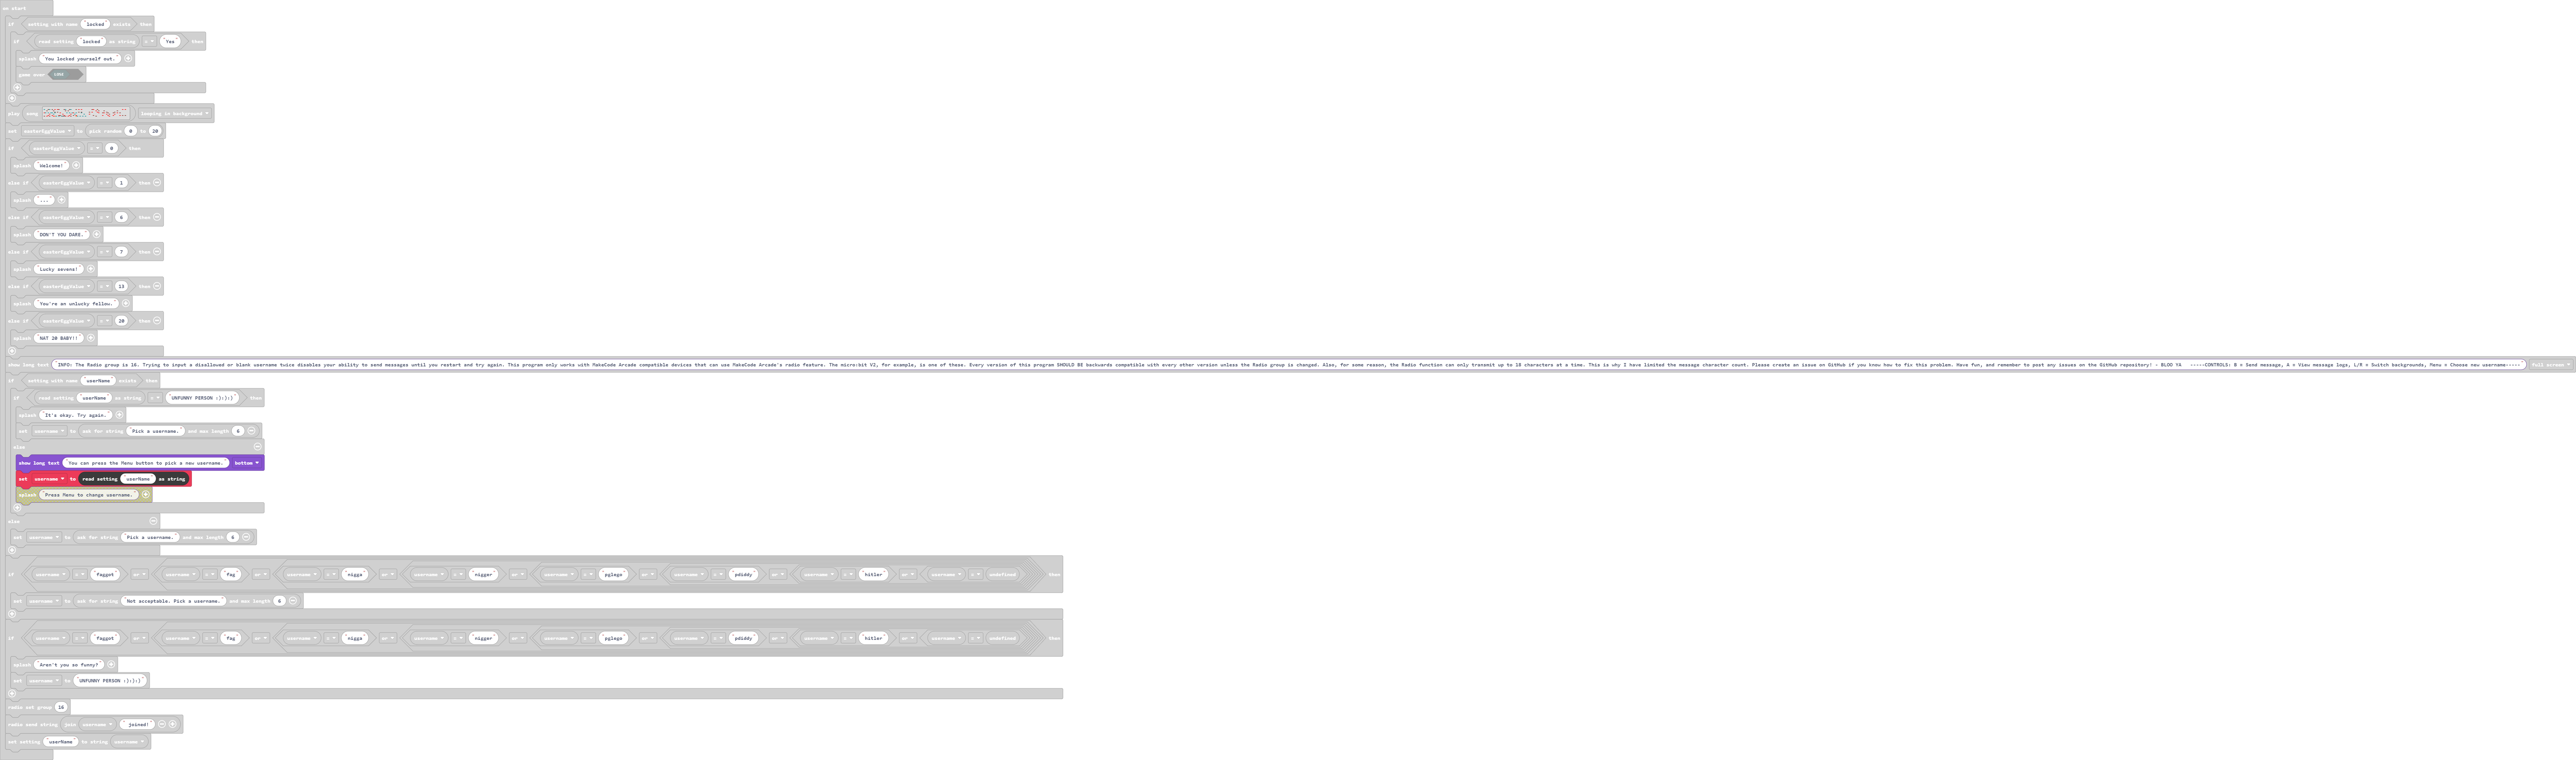 on start
if setting with name "locked" exists then
if read setting "locked" as string = "Yes" then
splash "You locked yourself out."
game over LOSE
play song looping in background
set easterEggValue to pick random 0 to 20
if easterEggValue = 0 then
splash "Welcome!"
else if easterEggValue = 1 then
splash "..."
else if easterEggValue = 6 then
splash "DON'T YOU DARE."
else if easterEggValue = 7 then
splash "Lucky sevens!"
else if easterEggValue = 13 then
splash "You're an unlucky fellow."
else if easterEggValue = 20 then
splash "NAT 20 BABY!!"
show long text "INFO: The Radio group is 16. Trying to input a disallowed or blank username twice disables your ability to send messages until you restart and try again. This program only works with MakeCode Arcade compatible devices that can use MakeCode Arcade's radio feature. The micro:bit V2, for example, is one of those. Every version of this program SHOULD BE backwards compatible with every other version unless the Radio group is changed. Also, for some reason, the Radio function can only transmit up to 18 characters at a time. This is why I have limited the message character count. Please create an issue on GitHub if you know how to fix this problem. Have fun, and remember to post any issues on the GitHub repository! - BLOO YA -----CONTROLS: B = Send message, A = View message logs, L/R = Switch backgrounds, Menu = Choose new username-----" full screen
if setting with name "userName" exists then
if read setting "userName" as string = "UNFUNNY PERSON :):):)" then
splash "It's okay. Try again."
set username to ask for string "Pick a username." and max length 6
else
show long text "You can press the Menu button to pick a new username." bottom
set username to read setting "userName" as string
splash "Press Menu to change username."
else
set username to ask for string "Pick a username." and max length 6
if username = "faggot" or username = "fag" or username = "nigga" or username = "nigger" or username = "pglego" or username = "pdiddy" or username = "hitler" or username = undefined then
set username to ask for string "Not acceptable. Pick a username." and max length 6
if username = "faggot" or username = "fag" or username = "nigga" or username = "nigger" or username = "pglego" or username = "pdiddy" or username = "hitler" or username = undefined then
splash "Aren't you so funny?"
set username to "UNFUNNY PERSON :):):)"
radio set group 16
radio send string join username " joined!"
set setting "userName" to string username